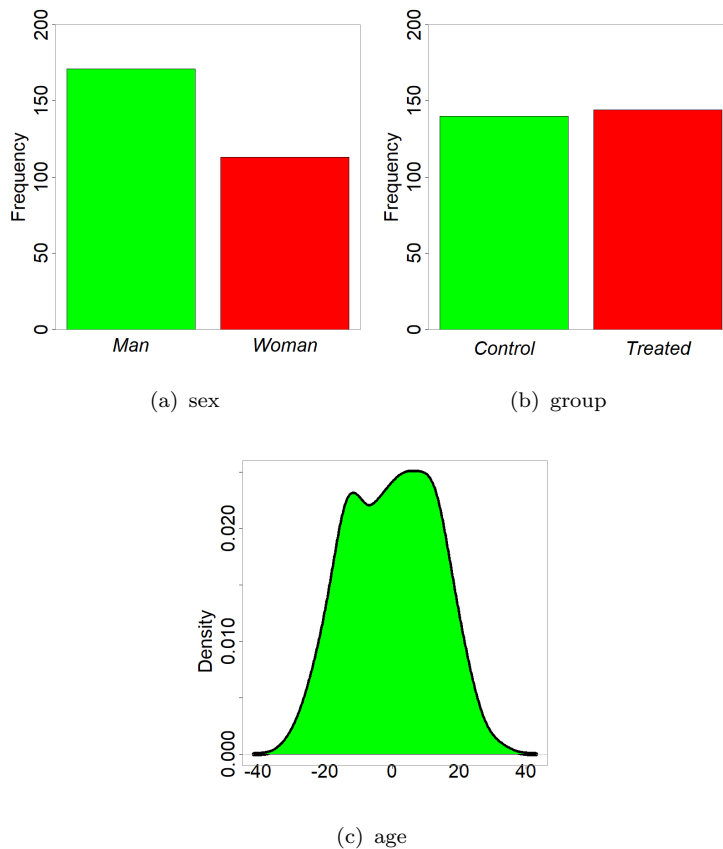 200
150
100
50
0
Frequency
Man Woman
(a) sex
200
150
100
50
0
Frequency
Control Treated
(b) group
0.020
0.010
0.000
Density
-40 -20 0 20 40
(c) age